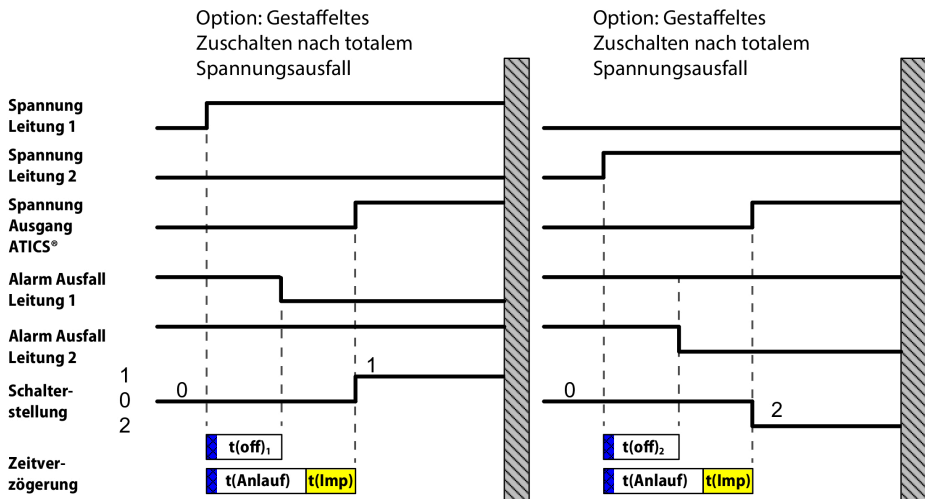 Option: Gestaffeltes
Zuschalten nach totalem
Spannungsausfall
Option: Gestaffeltes
Zuschalten nach totalem
Spannungsausfall
Spannung
Leitung 1
Spannung
Leitung 2
Spannung
Ausgang
ATICS®
Alarm Ausfall
Leitung 1
Alarm Ausfall
Leitung 2
Schalter-
stellung
1
0
2
0
1
0
2
Zeitver-
zögerung
t(off)₁
t(Anlauf) t(Imp)
t(off)₂
t(Anlauf) t(Imp)